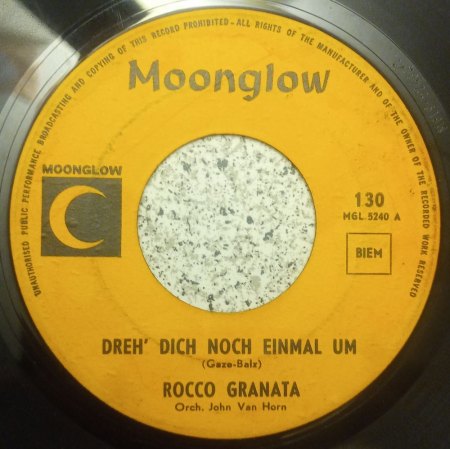 UNAUTHORISED PUBLIC PERFORMANCE BROADCASTING AND COPYING OF THIS RECORD PROHIBITED - ALL RIGHTS OF THE MANUFACTURER AND OF THE OWNER OF THE RECORDED WORK RESERVED
Moonglow
MOONGLOW
130
MGL 5240 A
BIEM
DREH' DICH NOCH EINMAL UM
(Gaze-Balz)
ROCCO GRANATA
Orch. John Van Horn